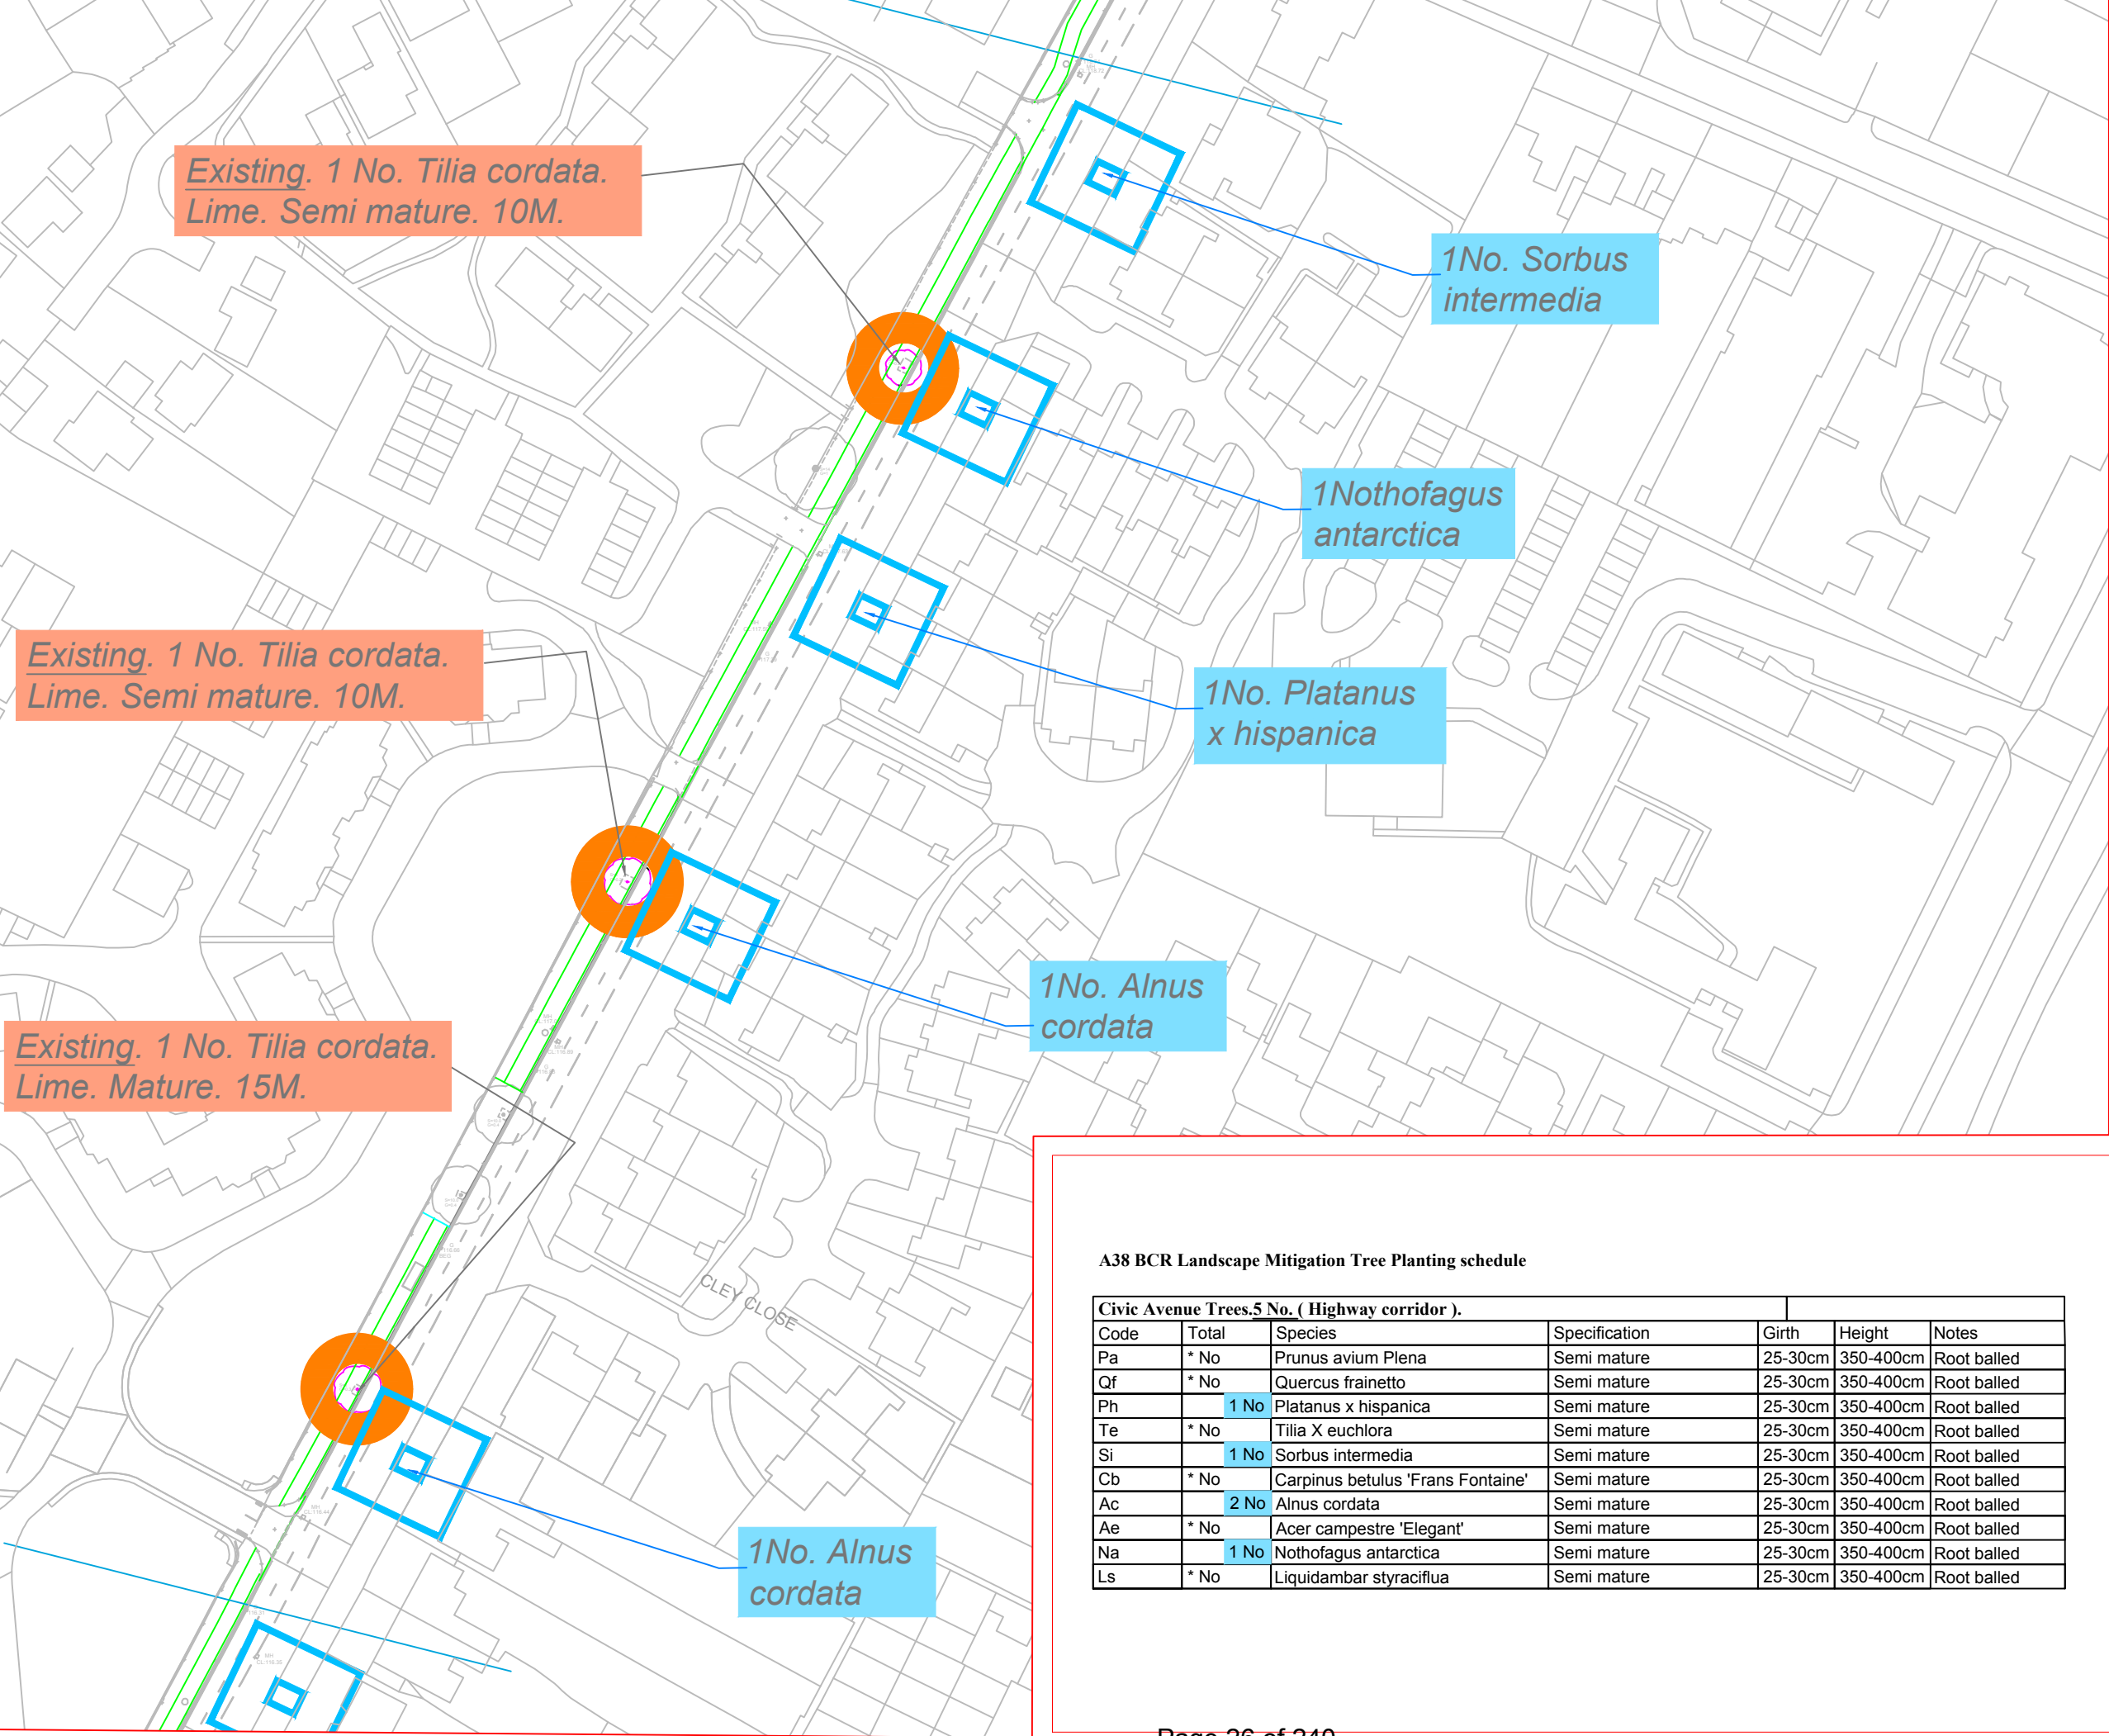 Existing. 1 No. Tilia cordata.
Lime. Semi mature. 10M.
1No. Sorbus
intermedia
1Nothofagus
antarctica
Existing. 1 No. Tilia cordata.
Lime. Semi mature. 10M.
1No. Platanus
x hispanica
1No. Alnus
cordata
Existing. 1 No. Tilia cordata.
Lime. Mature. 15M.
CLEY CLOSE
1No. Alnus
cordata
A38 BCR Landscape Mitigation Tree Planting schedule
Civic Avenue Trees.5 No. ( Highway corridor ).
Code Total Species Specification Girth Height Notes
Pa * No Prunus avium Plena Semi mature 25-30cm 350-400cm Root balled
Qf * No Quercus frainetto Semi mature 25-30cm 350-400cm Root balled
Ph 1 No Platanus x hispanica Semi mature 25-30cm 350-400cm Root balled
Te * No Tilia X euchlora Semi mature 25-30cm 350-400cm Root balled
Si 1 No Sorbus intermedia Semi mature 25-30cm 350-400cm Root balled
Cb * No Carpinus betulus 'Frans Fontaine' Semi mature 25-30cm 350-400cm Root balled
Ac 2 No Alnus cordata Semi mature 25-30cm 350-400cm Root balled
Ae * No Acer campestre 'Elegant' Semi mature 25-30cm 350-400cm Root balled
Na 1 No Nothofagus antarctica Semi mature 25-30cm 350-400cm Root balled
Ls * No Liquidambar styraciflua Semi mature 25-30cm 350-400cm Root balled
Page 26 of 240